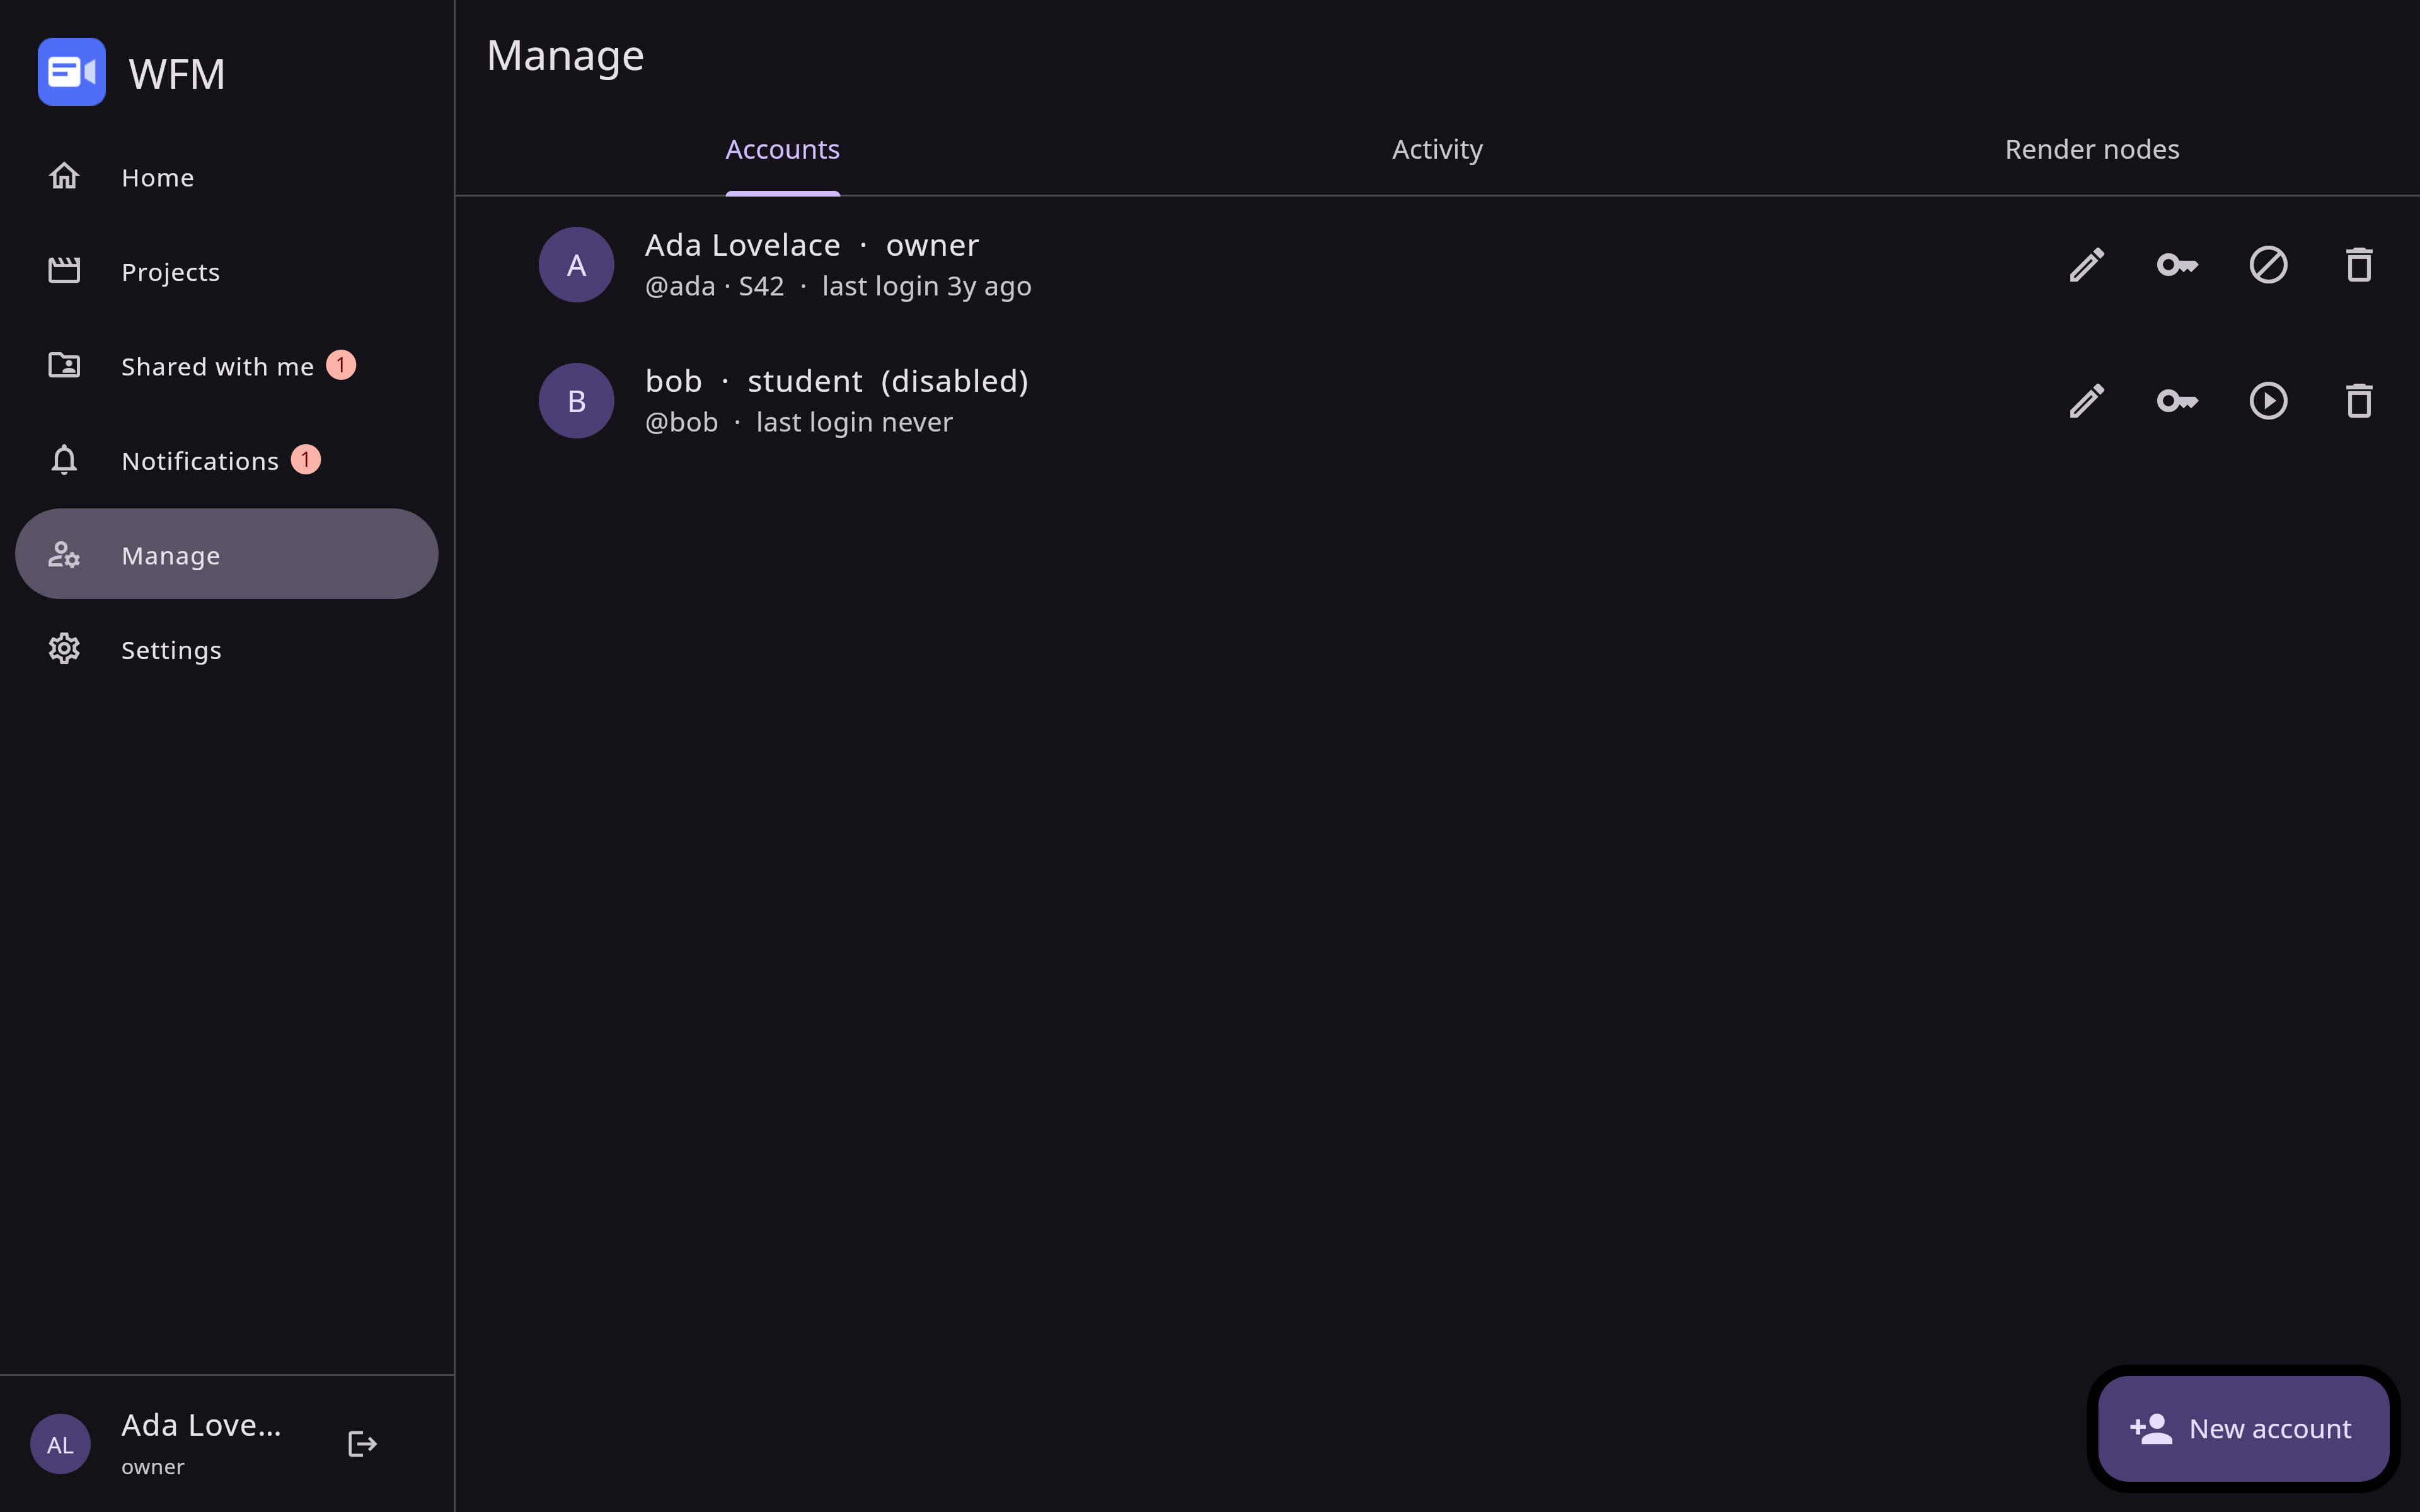 WFM
Home
Projects
Shared with me 1
Notifications 1
Manage
Settings
AL
Ada Love...
owner
Manage
Accounts
Activity
Render nodes
A
Ada Lovelace · owner
@ada · S42 · last login 3y ago
B
bob · student (disabled)
@bob · last login never
New account